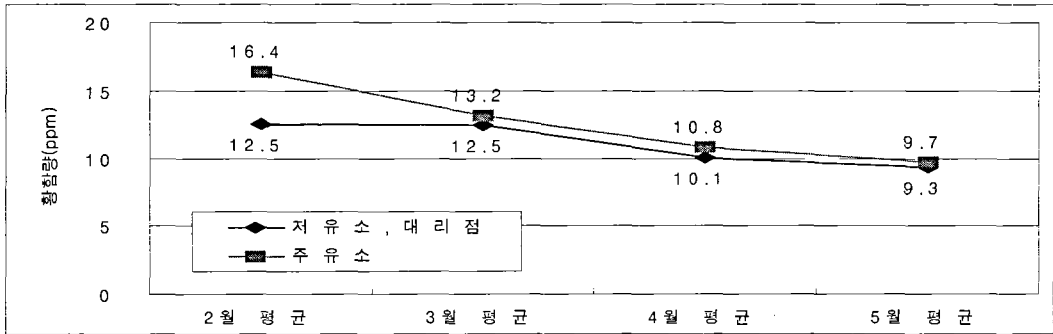 황함량(ppm)
20
15
10
5
0
16.4
13.2
10.8
9.7
12.5
12.5
10.1
9.3
저유소, 대리점
주유소
2월 평균
3월 평균
4월 평균
5월 평균